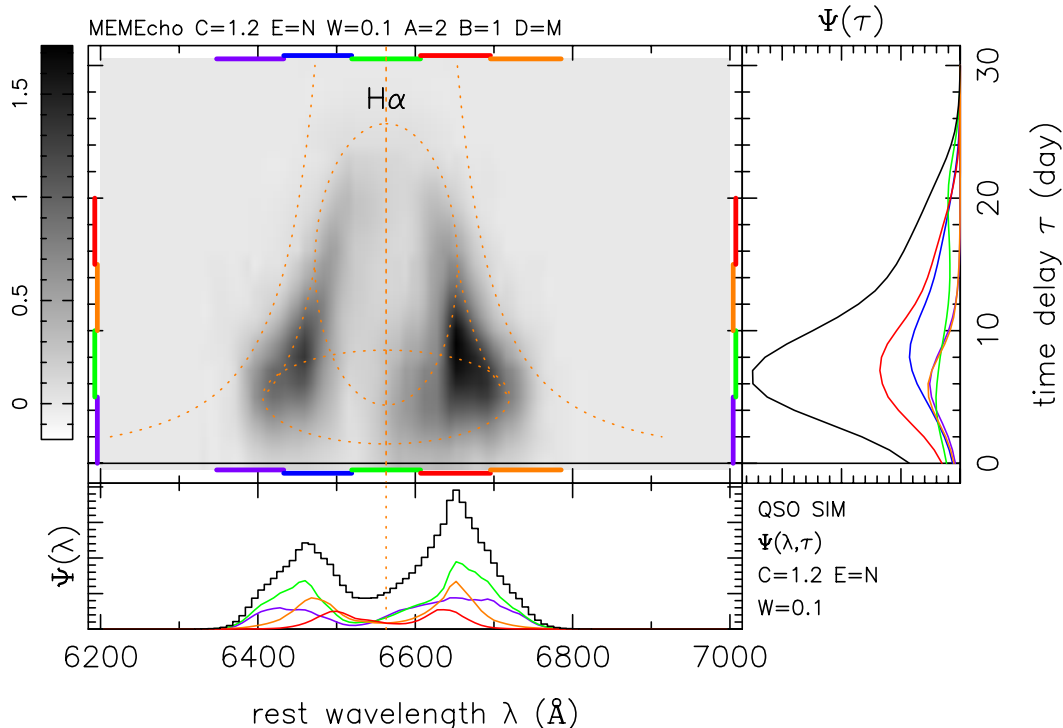 MEMEcho C=1.2 E=N W=0.1 A=2 B=1 D=M
Ψ(τ)
Hα
1.5
1
0.5
0
30
20
10
0
time delay τ (day)
Ψ(λ)
QSO SIM
Ψ(λ,τ)
C=1.2 E=N
W=0.1
6200 6400 6600 6800 7000
rest wavelength λ (Å)